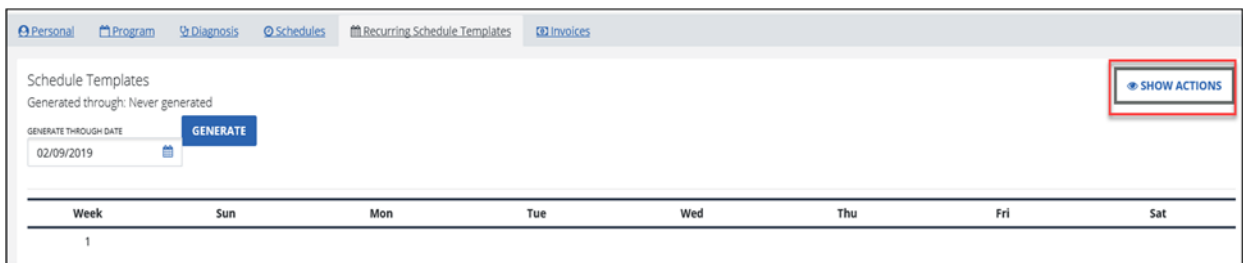 Personal Program Diagnosis Schedules Recurring Schedule Templates Invoices
Schedule Templates
SHOW ACTIONS
Generated through: Never generated
GENERATE THROUGH DATE
GENERATE
02/09/2019
Week Sun Mon Tue Wed Thu Fri Sat
1